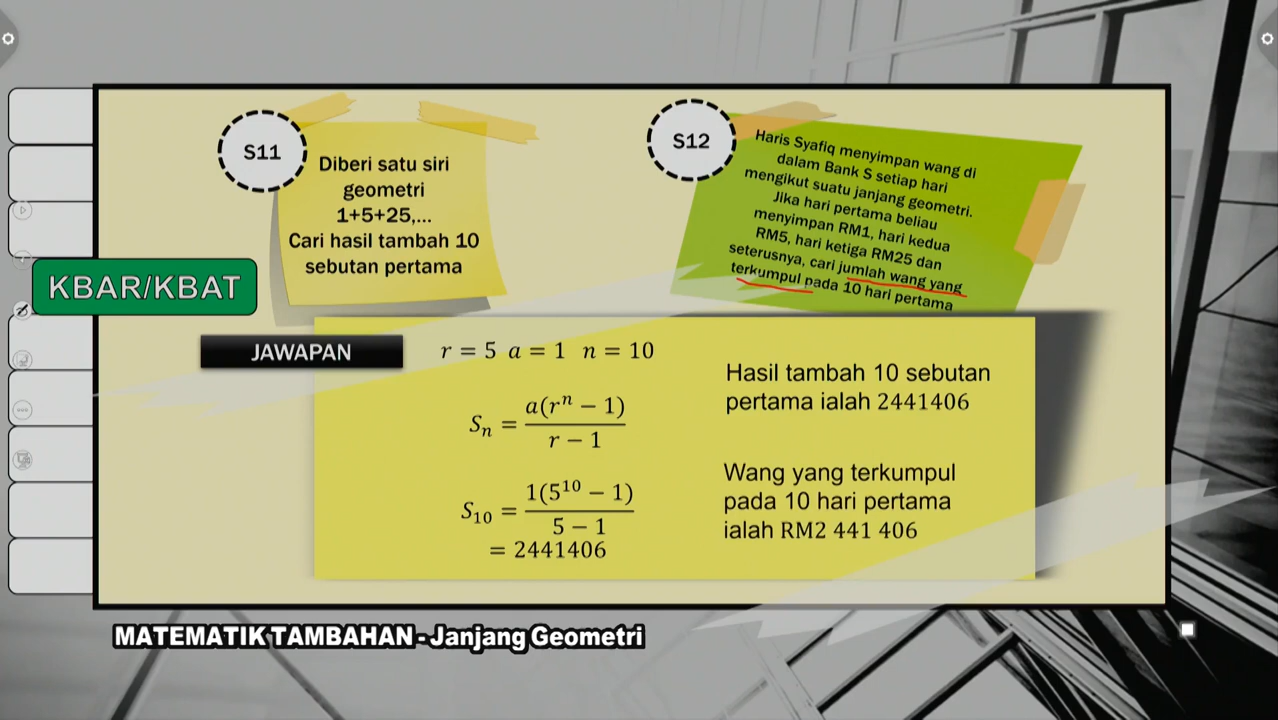 S11
Diberi satu siri
geometri
1+5+25,...
Cari hasil tambah 10
sebutan pertama
S12
Haris Syafiq menyimpan wang di
dalam Bank S setiap hari
mengikut suatu janjang geometri.
Jika hari pertama beliau
menyimpan RM1, hari kedua
RM5, hari ketiga RM25 dan
seterusnya, cari jumlah wang yang
terkumpul pada 10 hari pertama
KBAR/KBAT
JAWAPAN
r = 5 a = 1 n = 10
Sₙ = a(rⁿ − 1) / r − 1
S₁₀ = 1(5¹⁰ − 1) / 5 − 1
= 2441406
Hasil tambah 10 sebutan
pertama ialah 2441406
Wang yang terkumpul
pada 10 hari pertama
ialah RM2 441 406
MATEMATIK TAMBAHAN - Janjang Geometri